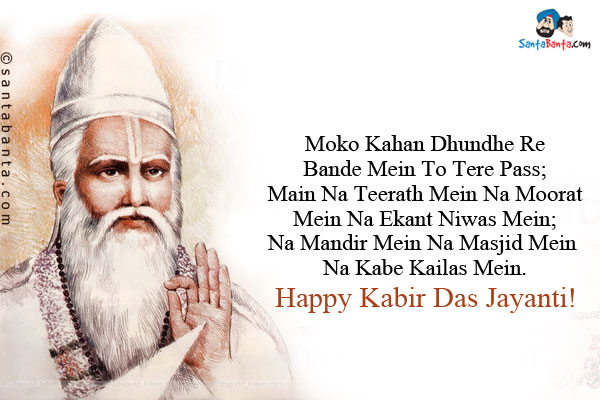 SantaBanta.com
©santabanta.com
Moko Kahan Dhundhe Re
Bande Mein To Tere Pass;
Main Na Teerath Mein Na Moorat
Mein Na Ekant Niwas Mein;
Na Mandir Mein Na Masjid Mein
Na Kabe Kailas Mein.
Happy Kabir Das Jayanti!